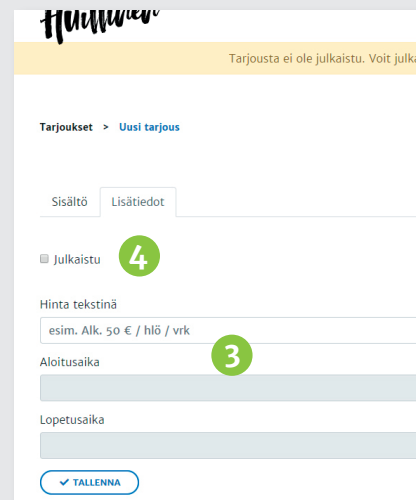 Tarjousta ei ole julkaistu. Voit julka
Tarjoukset > Uusi tarjous
Sisältö Lisätiedot
Julkaistu 4
Hinta tekstinä
esim. Alk. 50 € / hlö / vrk
3
Aloitusaika
Lopetusaika
✔ TALLENNA